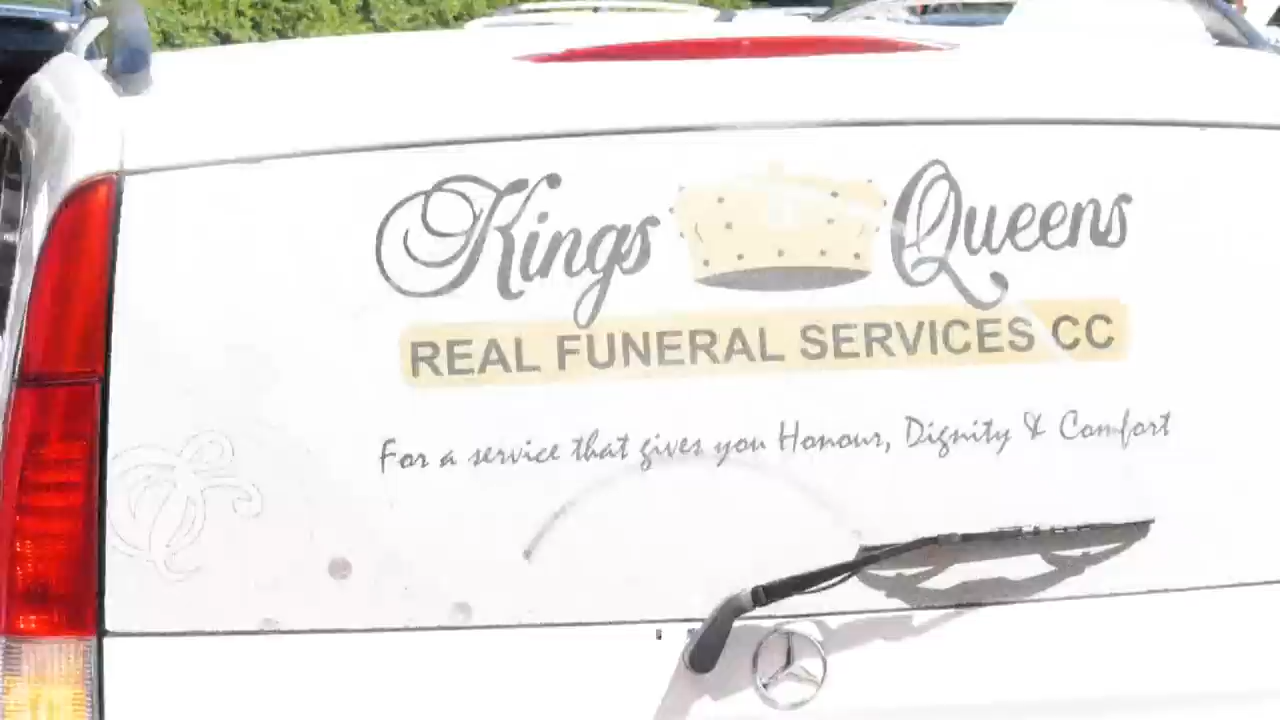 Kings Queens
REAL FUNERAL SERVICES CC
For a service that gives you Honour, Dignity & Comfort